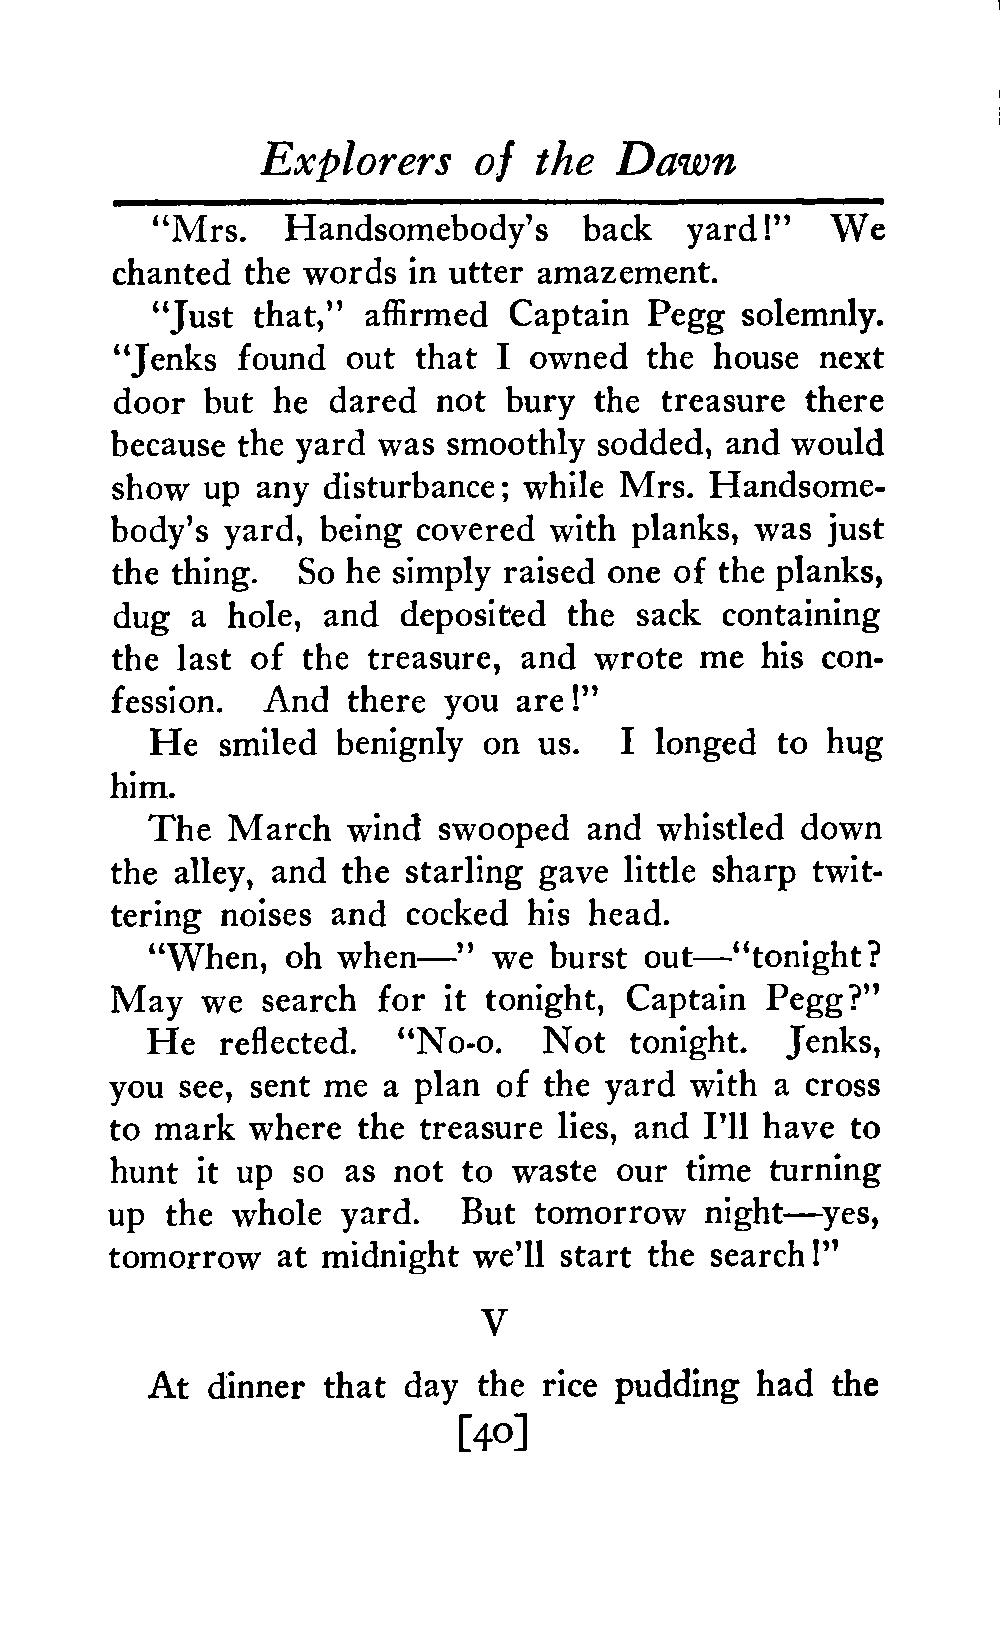 Explorers of the Dawn
“Mrs. Handsomebody’s back yard!” We
chanted the words in utter amazement.
“Just that,” affirmed Captain Pegg solemnly.
“Jenks found out that I owned the house next
door but he dared not bury the treasure there
because the yard was smoothly sodded, and would
show up any disturbance; while Mrs. Handsome-
body’s yard, being covered with planks, was just
the thing. So he simply raised one of the planks,
dug a hole, and deposited the sack containing
the last of the treasure, and wrote me his con-
fession. And there you are!”
He smiled benignly on us. I longed to hug
him.
The March wind swooped and whistled down
the alley, and the starling gave little sharp twit-
tering noises and cocked his head.
“When, oh when—” we burst out—“tonight?
May we search for it tonight, Captain Pegg?”
He reflected. “No-o. Not tonight. Jenks,
you see, sent me a plan of the yard with a cross
to mark where the treasure lies, and I’ll have to
hunt it up so as not to waste our time turning
up the whole yard. But tomorrow night—yes,
tomorrow at midnight we’ll start the search!”
V
At dinner that day the rice pudding had the
[40]